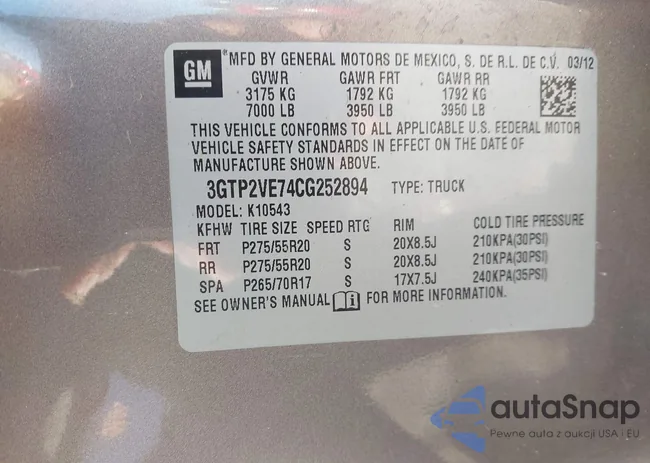 GM
*MFD BY GENERAL MOTORS DE MEXICO, S. DE R.L. DE C.V. 03/12
GVWR GAWR FRT GAWR RR
3175 KG 1792 KG 1792 KG
7000 LB 3950 LB 3950 LB
THIS VEHICLE CONFORMS TO ALL APPLICABLE U.S. FEDERAL MOTOR
VEHICLE SAFETY STANDARDS IN EFFECT ON THE DATE OF
MANUFACTURE SHOWN ABOVE.
3GTP2VE74CG252894 TYPE: TRUCK
MODEL: K10543
KFHW TIRE SIZE SPEED RTG RIM COLD TIRE PRESSURE
FRT P275/55R20 S 20X8.5J 210KPA(30PSI)
RR P275/55R20 S 20X8.5J 210KPA(30PSI)
SPA P265/70R17 S 17X7.5J 240KPA(35PSI)
SEE OWNER'S MANUAL FOR MORE INFORMATION.
autaSnap
Pewne auta z aukcji USA i EU